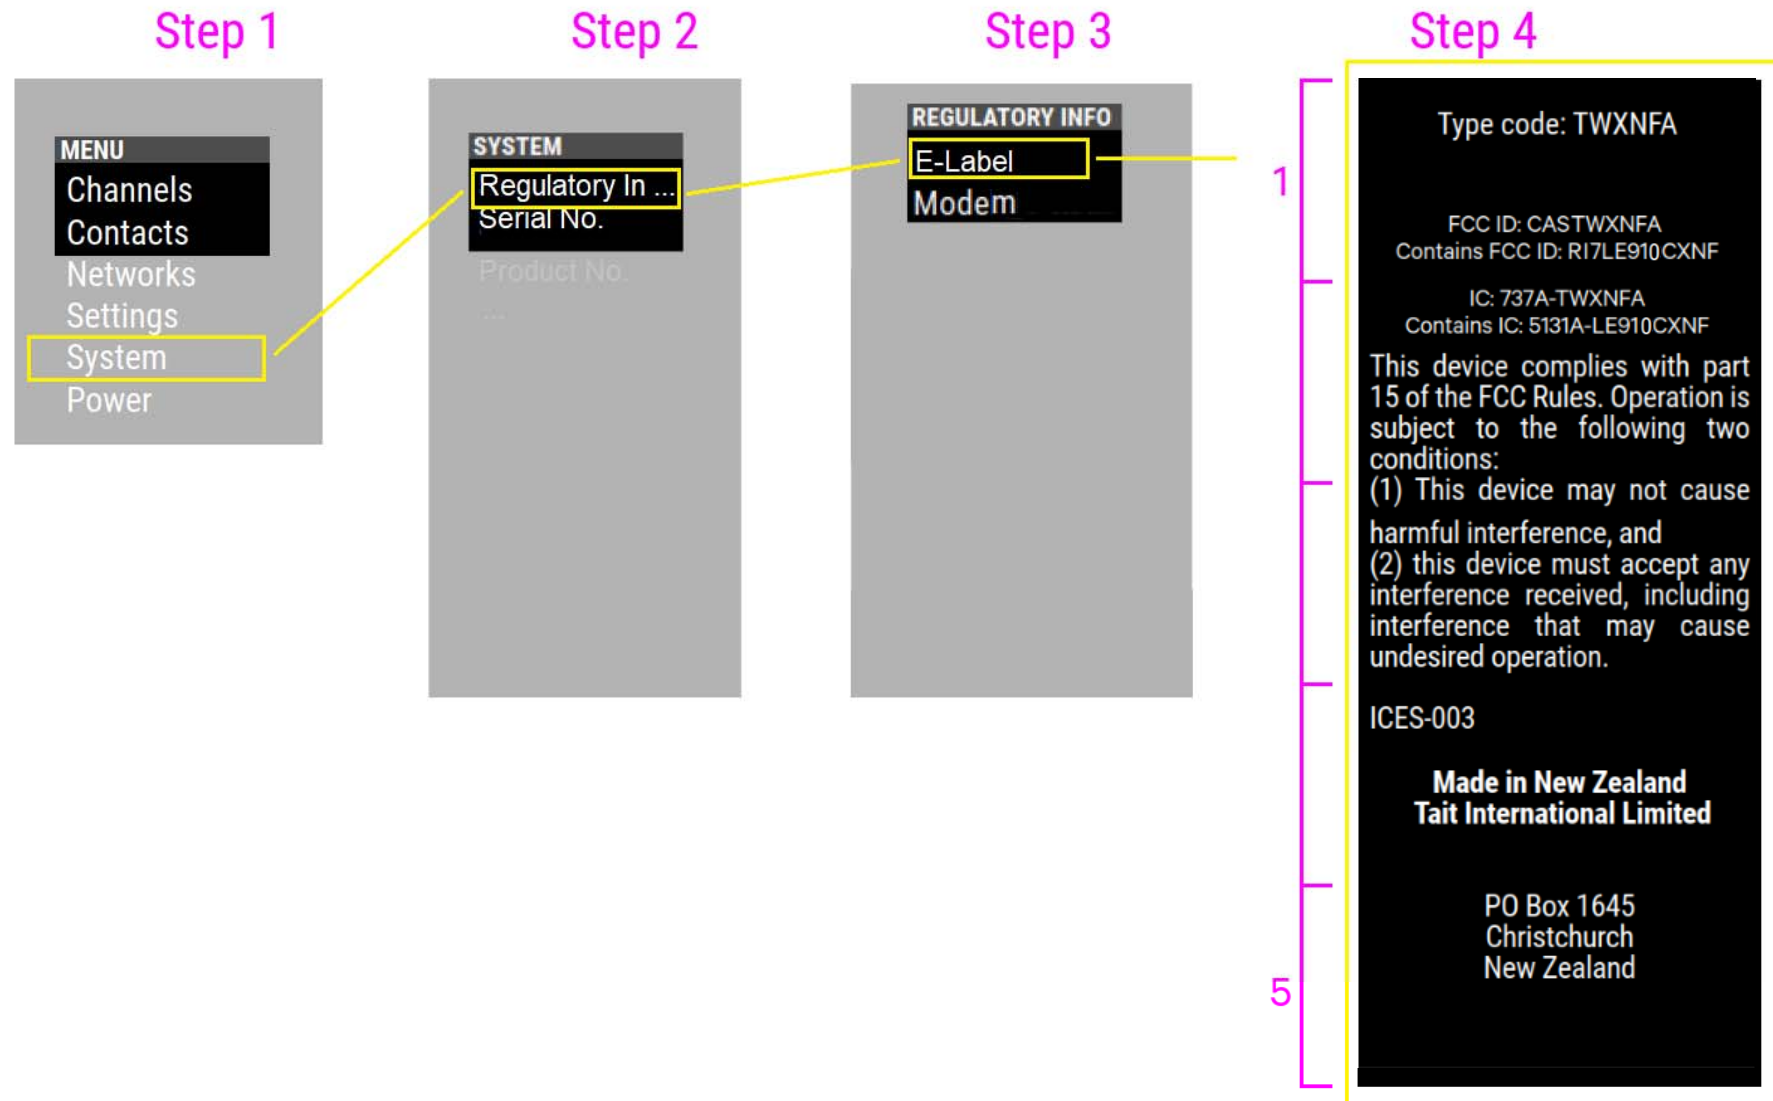 Step 1
MENU
Channels
Contacts
Networks
Settings
System
Power
Step 2
SYSTEM
Regulatory In ...
Serial No.
Product No.
...
Step 3
REGULATORY INFO
E-Label
Modem
Step 4
1
5
Type code: TWXNFA
FCC ID: CASTWXNFA
Contains FCC ID: RI7LE910CXNF
IC: 737A-TWXNFA
Contains IC: 5131A-LE910CXNF
This device complies with part
15 of the FCC Rules. Operation is
subject to the following two
conditions:
(1) This device may not cause
harmful interference, and
(2) this device must accept any
interference received, including
interference that may cause
undesired operation.
ICES-003
Made in New Zealand
Tait International Limited
PO Box 1645
Christchurch
New Zealand